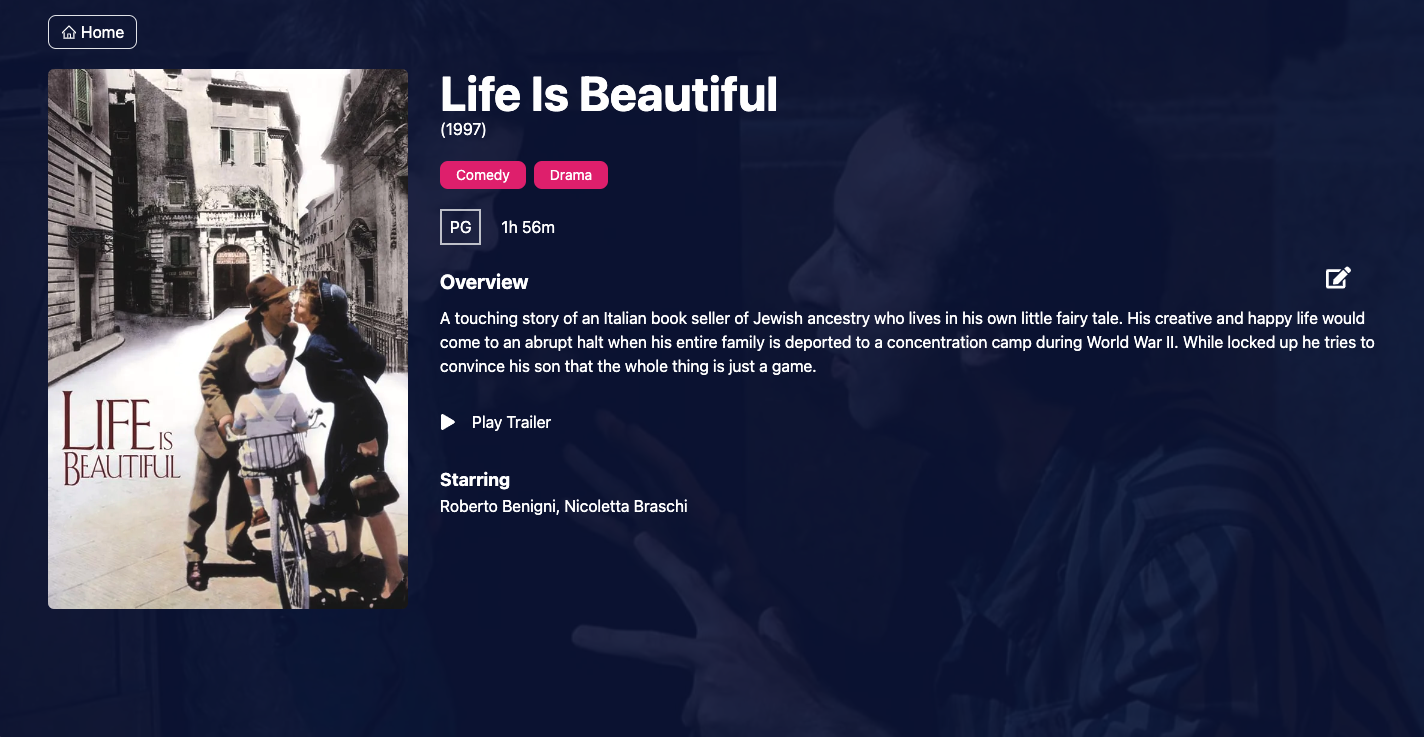 Home
Life Is Beautiful
(1997)
Comedy Drama
PG 1h 56m
Overview
A touching story of an Italian book seller of Jewish ancestry who lives in his own little fairy tale. His creative and happy life would
come to an abrupt halt when his entire family is deported to a concentration camp during World War II. While locked up he tries to
convince his son that the whole thing is just a game.
Play Trailer
Starring
Roberto Benigni, Nicoletta Braschi
LIFE IS
BEAUTIFUL